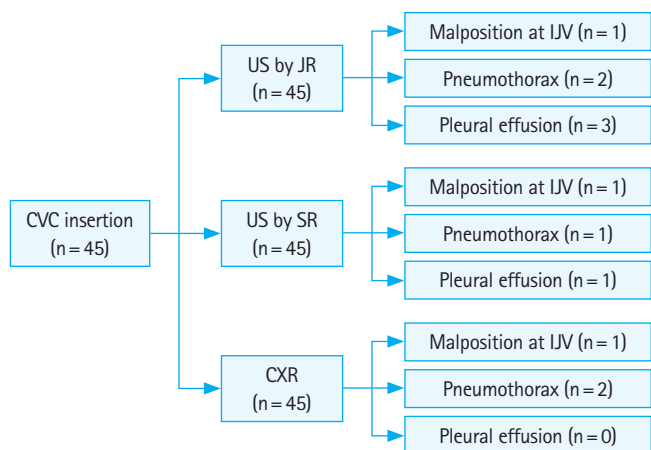 CVC insertion
(n=45)
US by JR
(n=45)
Malposition at IJV (n=1)
Pneumothorax (n=2)
Pleural effusion (n=3)
US by SR
(n=45)
Malposition at IJV (n=1)
Pneumothorax (n=1)
Pleural effusion (n=1)
CXR
(n=45)
Malposition at IJV (n=1)
Pneumothorax (n=2)
Pleural effusion (n=0)